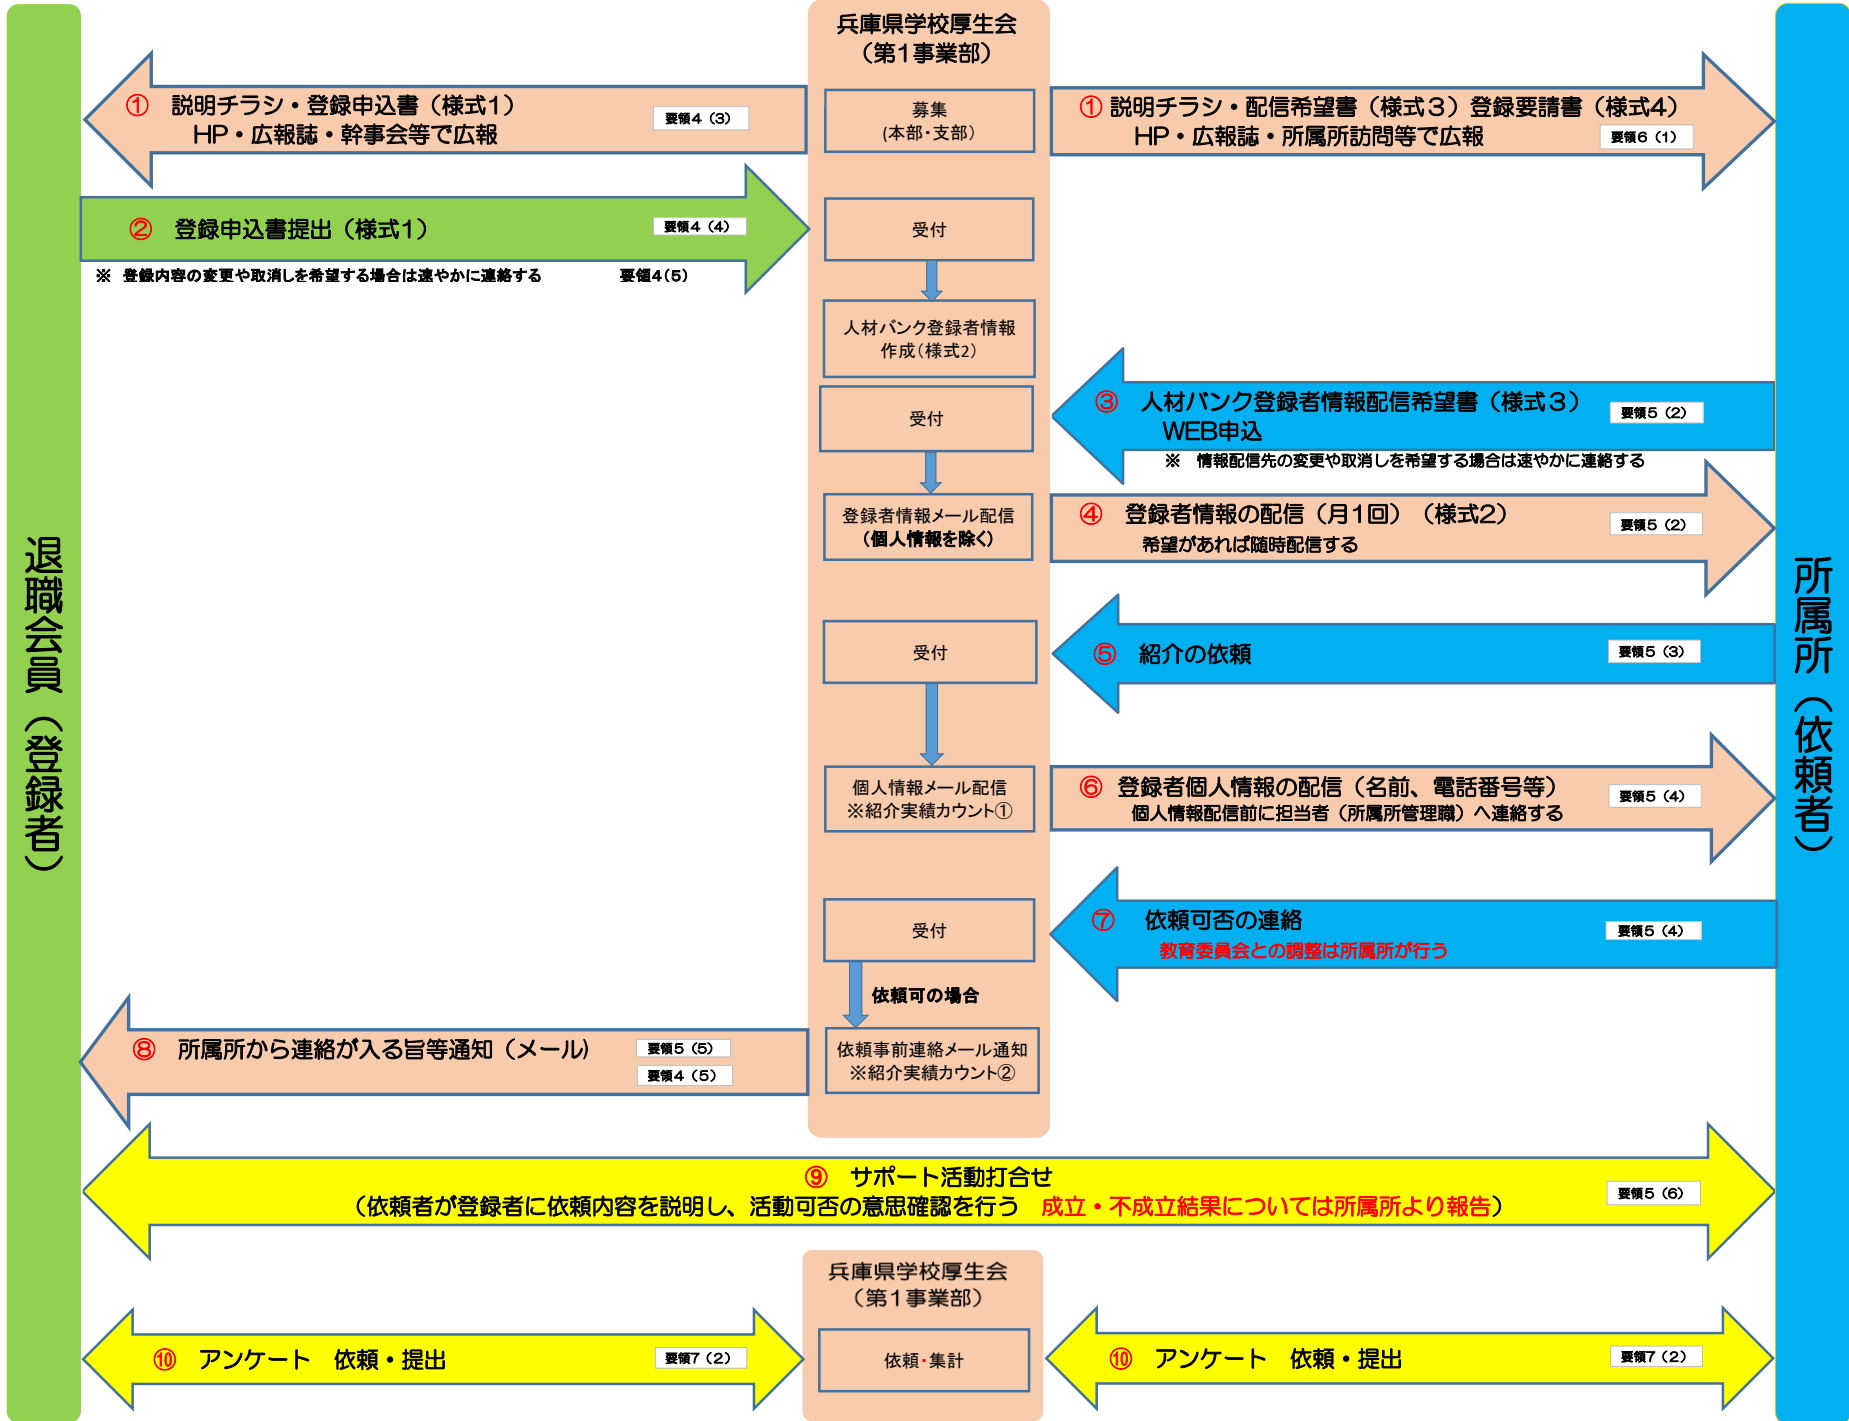 兵庫県学校厚生会
（第1事業部）
① 説明チラシ・登録申込書（様式1）
HP・広報誌・幹事会等で広報
要領4（3）
募集
(本部・支部）
① 説明チラシ・配信希望書（様式３）登録要請書（様式4）
HP・広報誌・所属所訪問等で広報
要領6（1）
② 登録申込書提出（様式1）
要領4（4）
※ 登録内容の変更や取消しを希望する場合は速やかに連絡する 要領4(5)
受付
人材バンク登録者情報
作成（様式2）
③ 人材バンク登録者情報配信希望書（様式３）
WEB申込
要領5（2）
※ 情報配信先の変更や取消しを希望する場合は速やかに連絡する
受付
登録者情報メール配信
（個人情報を除く）
④ 登録者情報の配信（月1回）（様式2）
希望があれば随時配信する
要領5（2）
受付
⑤ 紹介の依頼
要領5（3）
個人情報メール配信
※紹介実績カウント①
⑥ 登録者個人情報の配信（名前、電話番号等）
個人情報配信前に担当者（所属所管理職）へ連絡する
要領5（4）
受付
⑦ 依頼可否の連絡
教育委員会との調整は所属所が行う
要領5（4）
依頼可の場合
⑧ 所属所から連絡が入る旨等通知（メール)
要領5（5）
要領4（5）
依頼事前連絡メール通知
※紹介実績カウント②
⑨ サポート活動打合せ
（依頼者が登録者に依頼内容を説明し、活動可否の意思確認を行う 成立・不成立結果については所属所より報告）
要領5（6）
兵庫県学校厚生会
（第1事業部）
⑩ アンケート 依頼・提出
要領7（2）
依頼・集計
⑩ アンケート 依頼・提出
要領7（2）
退職会員（登録者）
所属所（依頼者）